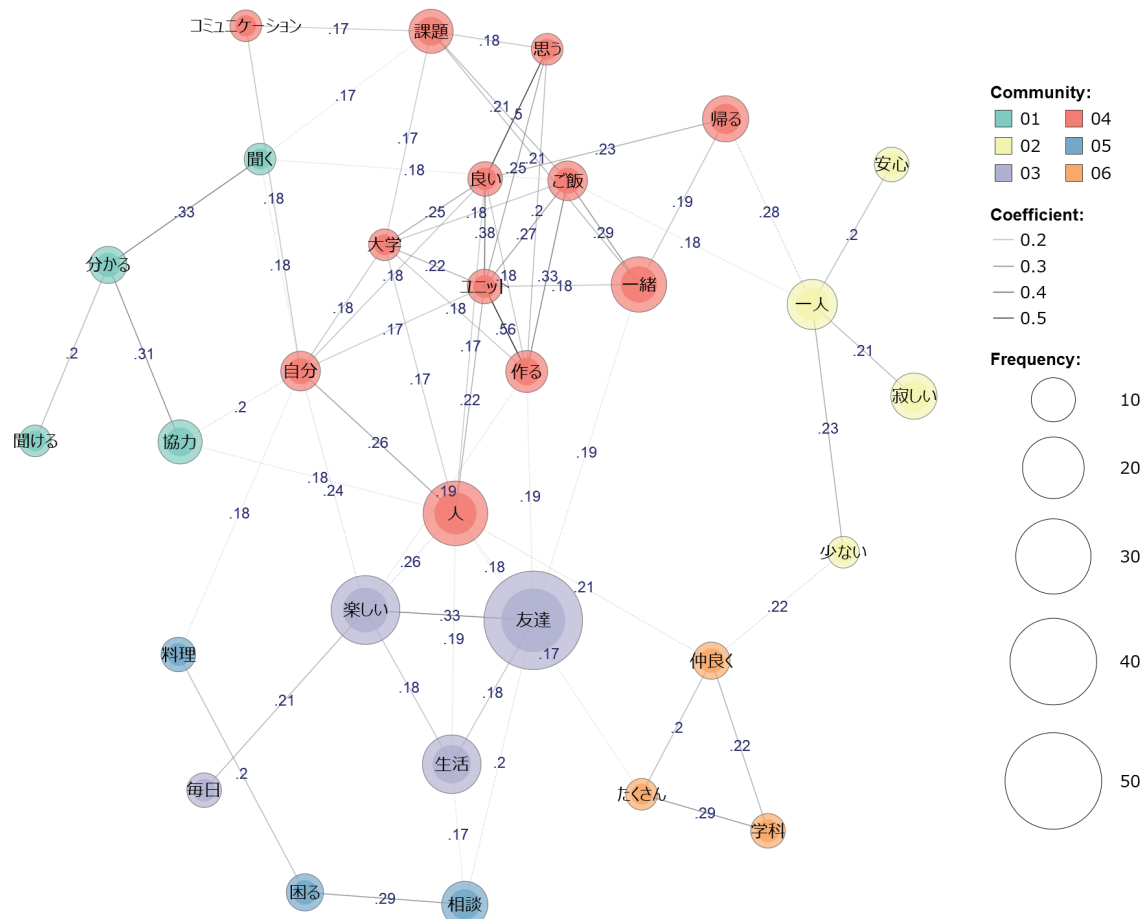 コミュニケーション
.17
課題
.18
思う
.17
.21
.5
帰る
Community:
01
04
02
05
03
06
聞く
.17
.18
良い
.25
.21
ご飯
.23
安心
.33
.18
.25
.18
.2
.19
.28
.2
Coefficient:
0.2
0.3
0.4
0.5
分かる
大学
.38
.27
.29
.18
.18
.18
.22
ユニット
.18
.33
.18
一緒
一人
.2
.31
.18
.17
.18
.56
.21
Frequency:
10
20
30
40
50
自分
.17
.17
作る
寂しい
聞ける
協力
.2
.26
.22
.23
.18
.24
.19
.19
.19
.18
人
少ない
.26
.18
.21
.22
楽しい
.33
友達
料理
.19
.17
仲良く
.21
.18
.18
.2
.22
毎日
.2
生活
.2
たくさん
.29
学科
.17
困る
.29
相談